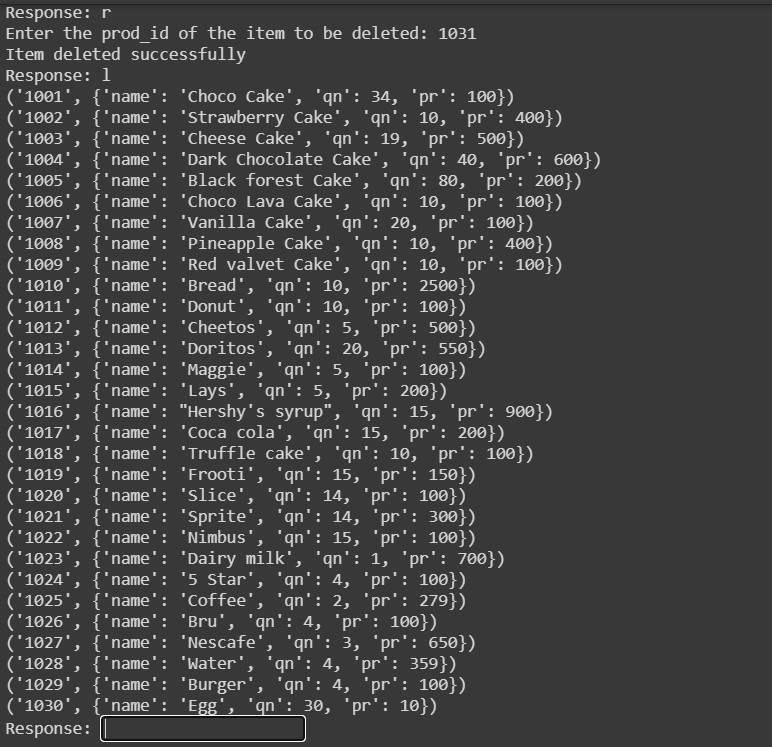 Response: r
Enter the prod_id of the item to be deleted: 1031
Item deleted successfully
Response: l
('1001', {'name': 'Choco Cake', 'qn': 34, 'pr': 100})
('1002', {'name': 'Strawberry Cake', 'qn': 10, 'pr': 400})
('1003', {'name': 'Cheese Cake', 'qn': 19, 'pr': 500})
('1004', {'name': 'Dark Chocolate Cake', 'qn': 40, 'pr': 600})
('1005', {'name': 'Black forest Cake', 'qn': 80, 'pr': 200})
('1006', {'name': 'Choco Lava Cake', 'qn': 10, 'pr': 100})
('1007', {'name': 'Vanilla Cake', 'qn': 20, 'pr': 100})
('1008', {'name': 'Pineapple Cake', 'qn': 10, 'pr': 400})
('1009', {'name': 'Red valvet Cake', 'qn': 10, 'pr': 100})
('1010', {'name': 'Bread', 'qn': 10, 'pr': 2500})
('1011', {'name': 'Donut', 'qn': 10, 'pr': 100})
('1012', {'name': 'Cheetos', 'qn': 5, 'pr': 500})
('1013', {'name': 'Doritos', 'qn': 20, 'pr': 550})
('1014', {'name': 'Maggie', 'qn': 5, 'pr': 100})
('1015', {'name': 'Lays', 'qn': 5, 'pr': 200})
('1016', {'name': "Hershy's syrup", 'qn': 15, 'pr': 900})
('1017', {'name': 'Coca cola', 'qn': 15, 'pr': 200})
('1018', {'name': 'Truffle cake', 'qn': 10, 'pr': 100})
('1019', {'name': 'Frooti', 'qn': 15, 'pr': 150})
('1020', {'name': 'Slice', 'qn': 14, 'pr': 100})
('1021', {'name': 'Sprite', 'qn': 14, 'pr': 300})
('1022', {'name': 'Nimbus', 'qn': 15, 'pr': 100})
('1023', {'name': 'Dairy milk', 'qn': 1, 'pr': 700})
('1024', {'name': '5 Star', 'qn': 4, 'pr': 100})
('1025', {'name': 'Coffee', 'qn': 2, 'pr': 279})
('1026', {'name': 'Bru', 'qn': 4, 'pr': 100})
('1027', {'name': 'Nescafe', 'qn': 3, 'pr': 650})
('1028', {'name': 'Water', 'qn': 4, 'pr': 359})
('1029', {'name': 'Burger', 'qn': 4, 'pr': 100})
('1030', {'name': 'Egg', 'qn': 30, 'pr': 10})
Response: